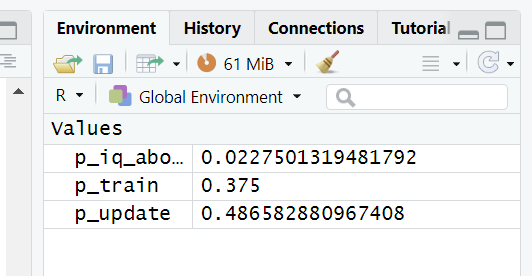 Environment History Connections Tutorial
61 MiB
R Global Environment
Values
p_iq_abo… 0.0227501319481792
p_train 0.375
p_update 0.486582880967408